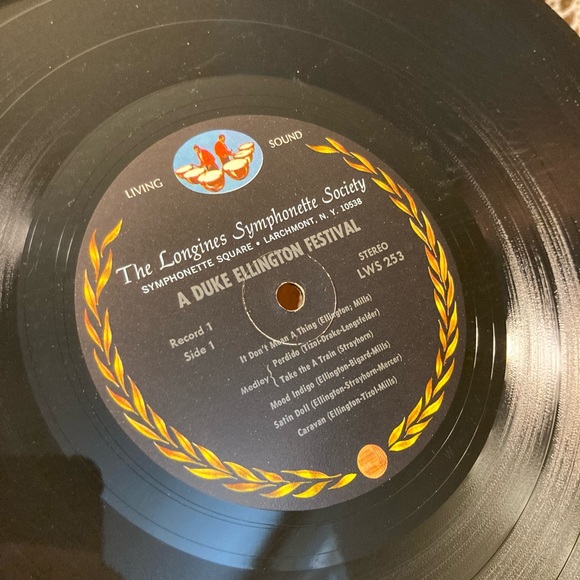 LIVING SOUND
The Longines Symphonette Society
SYMPHONETTE SQUARE • LARCHMONT, N. Y. 10538
A DUKE ELLINGTON FESTIVAL
STEREO
LWS 253
Record 1
Side 1
It Don't Mean A Thing (Ellington, Mills)
Medley { Perdido (Tizol-Drake-Lengsfelder)
Take the A Train (Strayhorn)
Mood Indigo (Ellington-Bigard-Mills)
Satin Doll (Ellington-Strayhorn-Mercer)
Caravan (Ellington-Tizol-Mills)